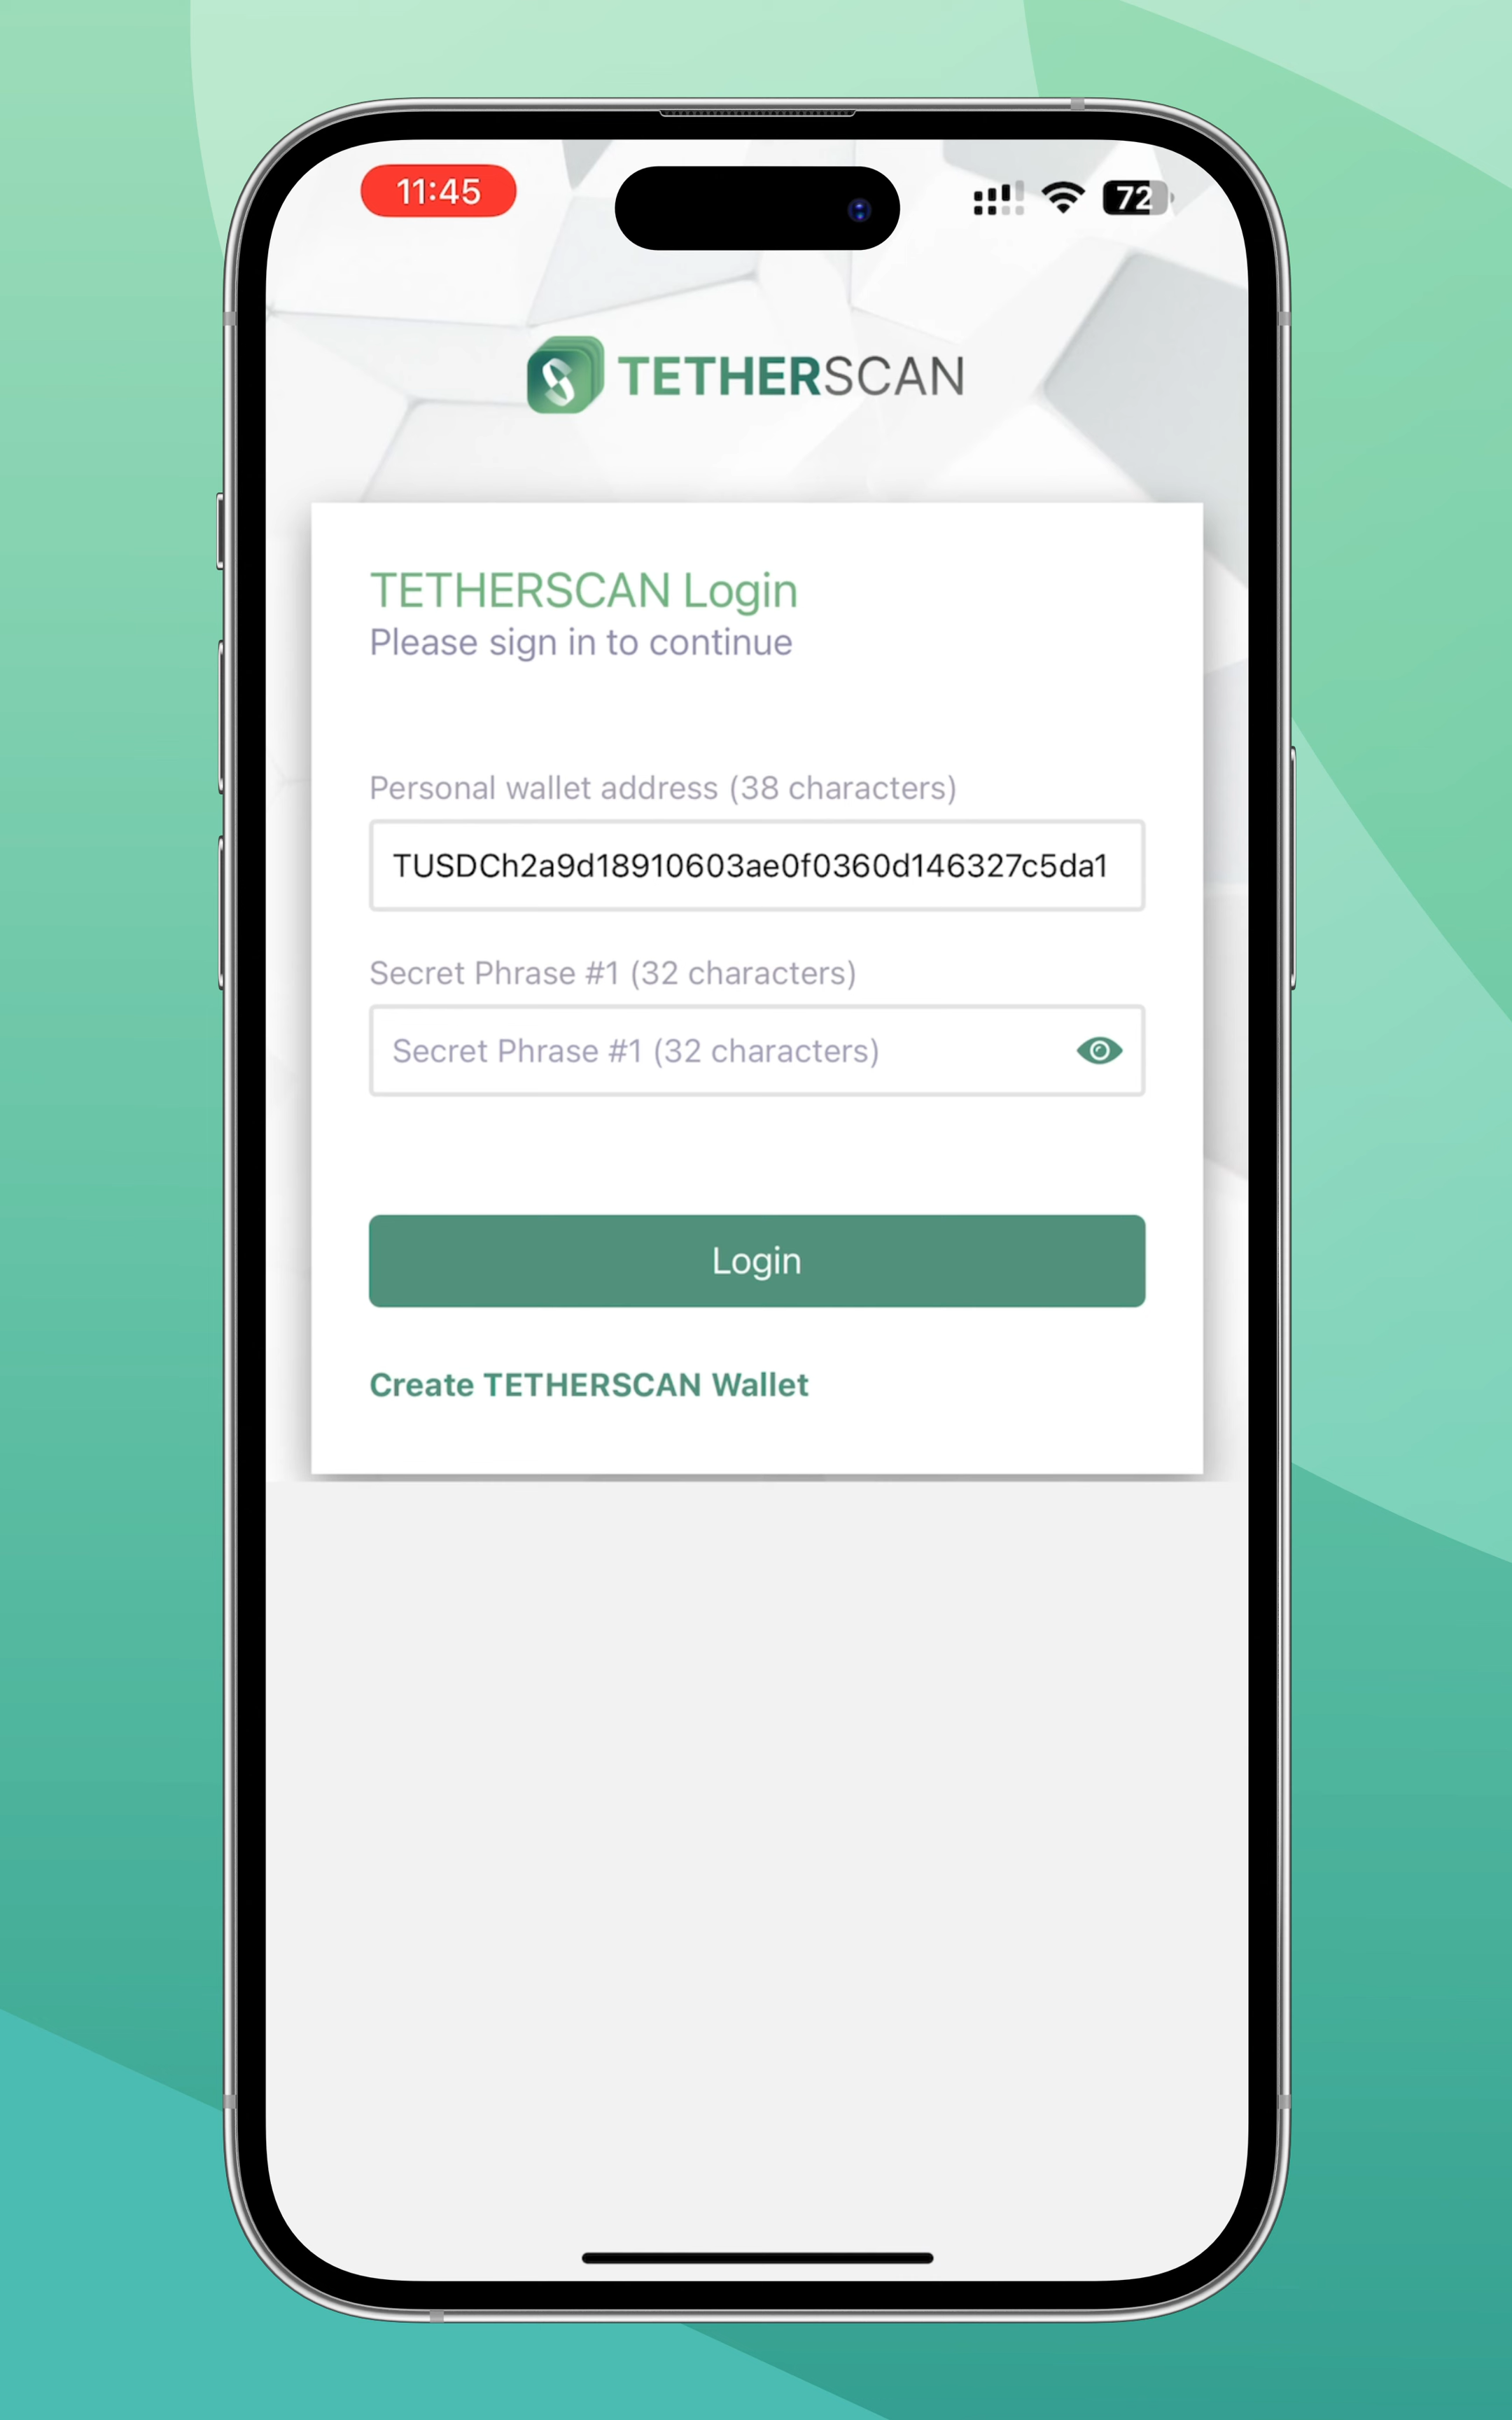 11:45
72
TETHERSCAN
TETHERSCAN Login
Please sign in to continue
Personal wallet address (38 characters)
TUSDCh2a9d18910603ae0f0360d146327c5da1
Secret Phrase #1 (32 characters)
Secret Phrase #1 (32 characters)
Login
Create TETHERSCAN Wallet